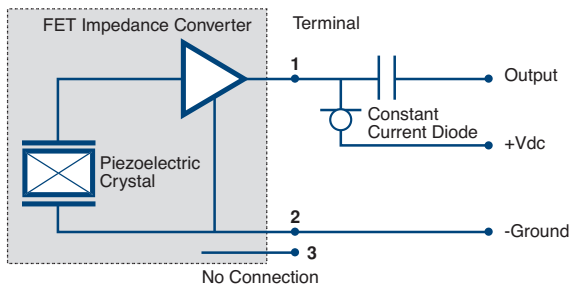 FET Impedance Converter
Terminal
1
Output
Constant
Current Diode
+Vdc
Piezoelectric
Crystal
2
-Ground
3
No Connection